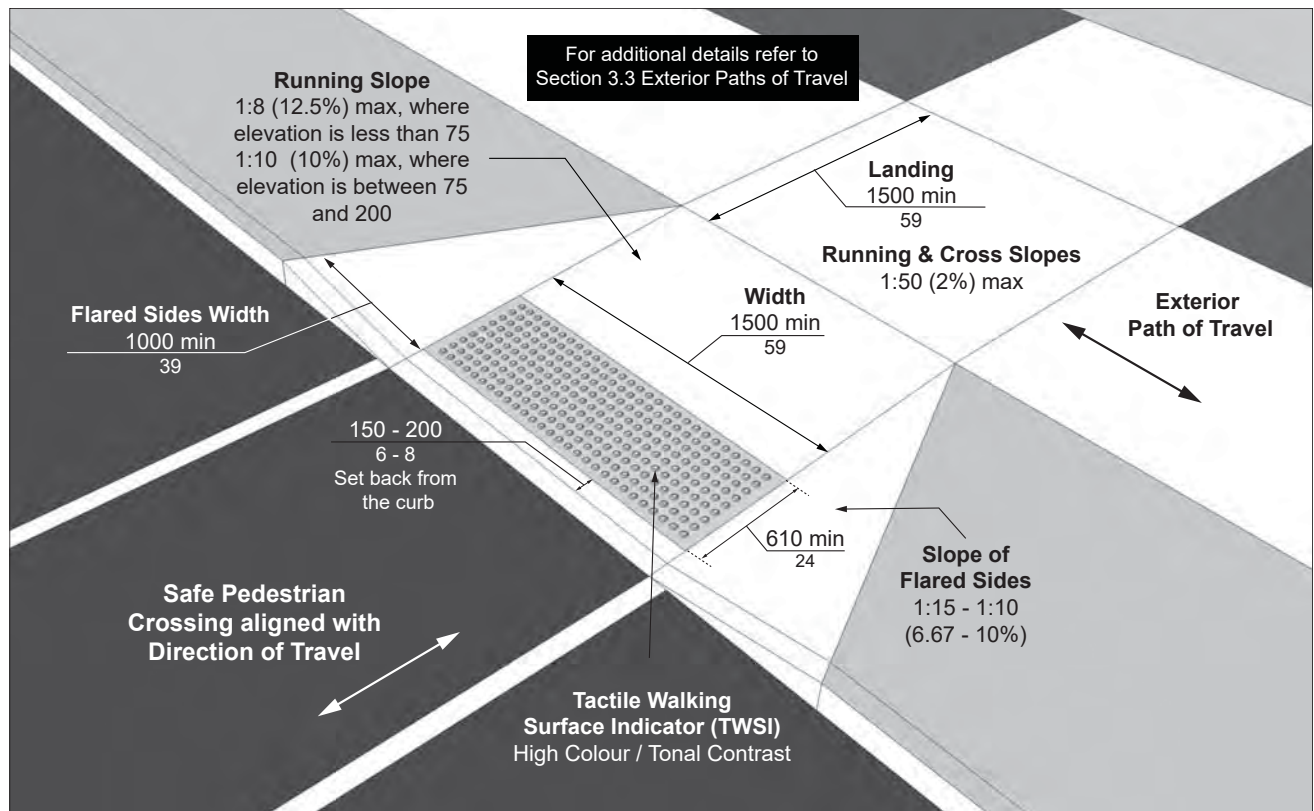 For additional details refer to
Section 3.3 Exterior Paths of Travel
Running Slope
1:8 (12.5%) max, where
elevation is less than 75
1:10 (10%) max, where
elevation is between 75
and 200
Landing
1500 min
59
Running & Cross Slopes
1:50 (2%) max
Flared Sides Width
1000 min
39
Width
1500 min
59
Exterior
Path of Travel
150 - 200
6 - 8
Set back from
the curb
610 min
24
Slope of
Flared Sides
1:15 - 1:10
(6.67 - 10%)
Safe Pedestrian
Crossing aligned with
Direction of Travel
Tactile Walking
Surface Indicator (TWSI)
High Colour / Tonal Contrast